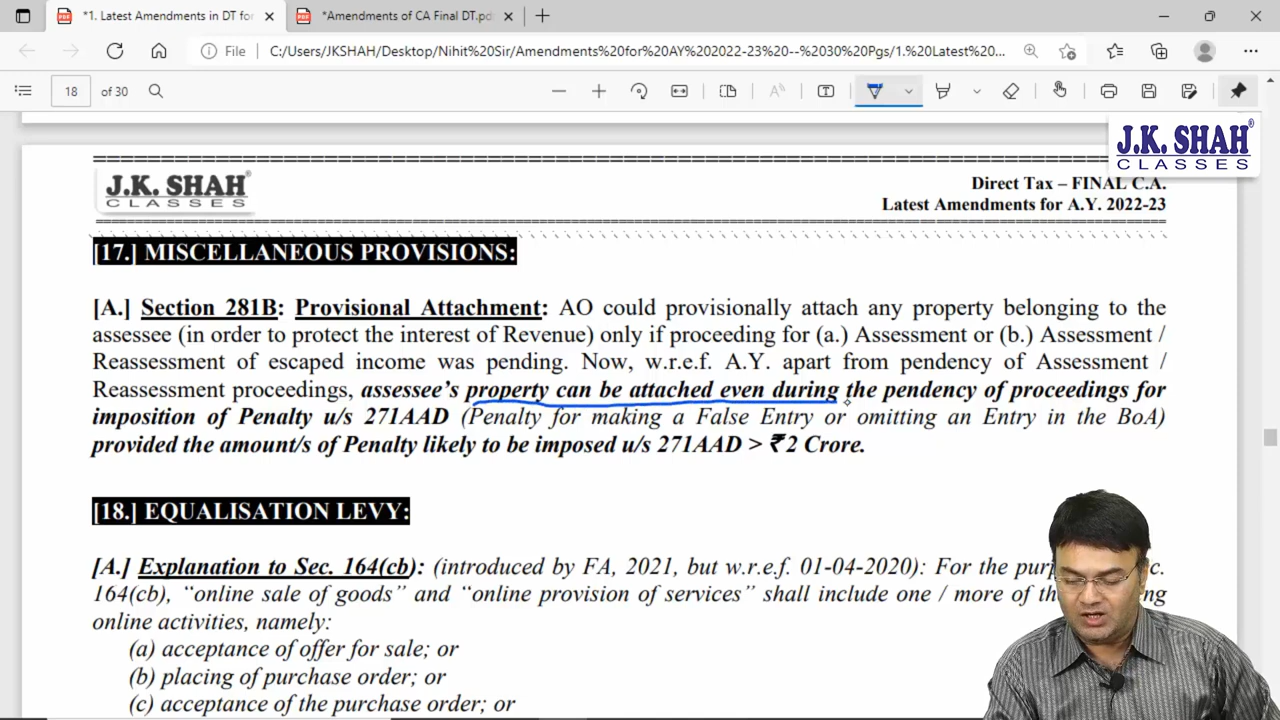 *1. Latest Amendments in DT for
*Amendments of CA Final DT.pd
File
C:/Users/JKSHAH/Desktop/Nihit%20Sir/Amendments%20for%20AY%202022-23%20--%2030%20Pgs/1.%20Latest%20...
18 of 30
J.K. SHAH®
CLASSES
J.K. SHAH®
CLASSES
Direct Tax – FINAL C.A.
Latest Amendments for A.Y. 2022-23
[17.] MISCELLANEOUS PROVISIONS:
[A.] Section 281B: Provisional Attachment: AO could provisionally attach any property belonging to the
assessee (in order to protect the interest of Revenue) only if proceeding for (a.) Assessment or (b.) Assessment /
Reassessment of escaped income was pending. Now, w.r.e.f. A.Y. apart from pendency of Assessment /
Reassessment proceedings, assessee's property can be attached even during the pendency of proceedings for
imposition of Penalty u/s 271AAD (Penalty for making a False Entry or omitting an Entry in the BoA)
provided the amount/s of Penalty likely to be imposed u/s 271AAD > ₹ 2 Crore.
[18.] EQUALISATION LEVY:
[A.] Explanation to Sec. 164(cb): (introduced by FA, 2021, but w.r.e.f. 01-04-2020): For the
164(cb), “online sale of goods” and “online provision of services” shall include one / more of
online activities, namely:
(a) acceptance of offer for sale; or
(b) placing of purchase order; or
(c) acceptance of the purchase order; or